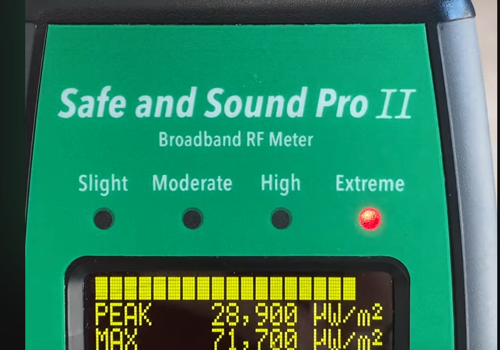 Safe and Sound Pro II
Broadband RF Meter
Slight Moderate High Extreme
PEAK 28,900 µW/m²
MAX 71,700 µW/m²